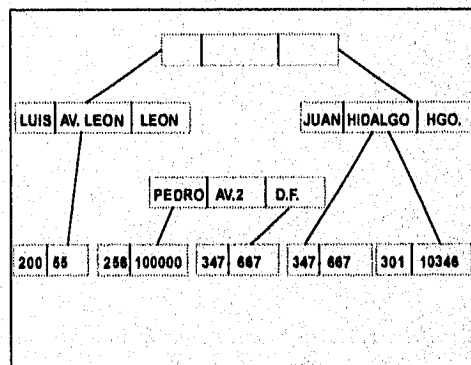 LUIS AV. LEON LEON JUAN HIDALGO HGO.
PEDRO AV.2 D.F.
200 55 256 100000 347 667 347 667 301 10346